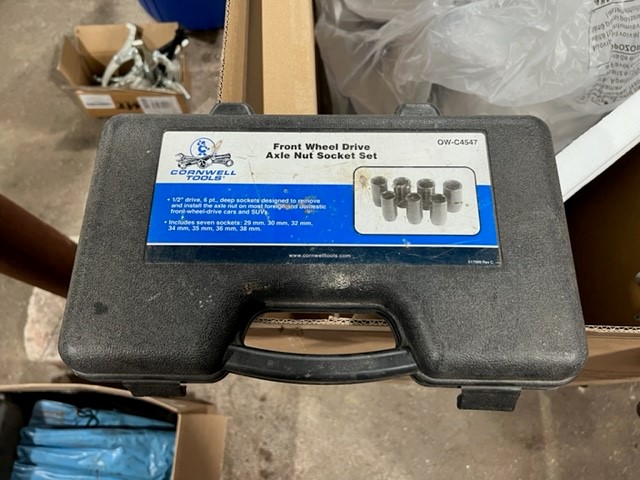 Front Wheel Drive
Axle Nut Socket Set
OW-C4547
CORNWELL
TOOLS®
• 1/2" drive, 6 pt., deep sockets designed to remove
and install the axle nut on most foreign and domestic
front-wheel-drive cars and SUVs.
• Includes seven sockets: 29 mm, 30 mm, 32 mm,
34 mm, 35 mm, 36 mm, 38 mm.
www.cornwelltools.com